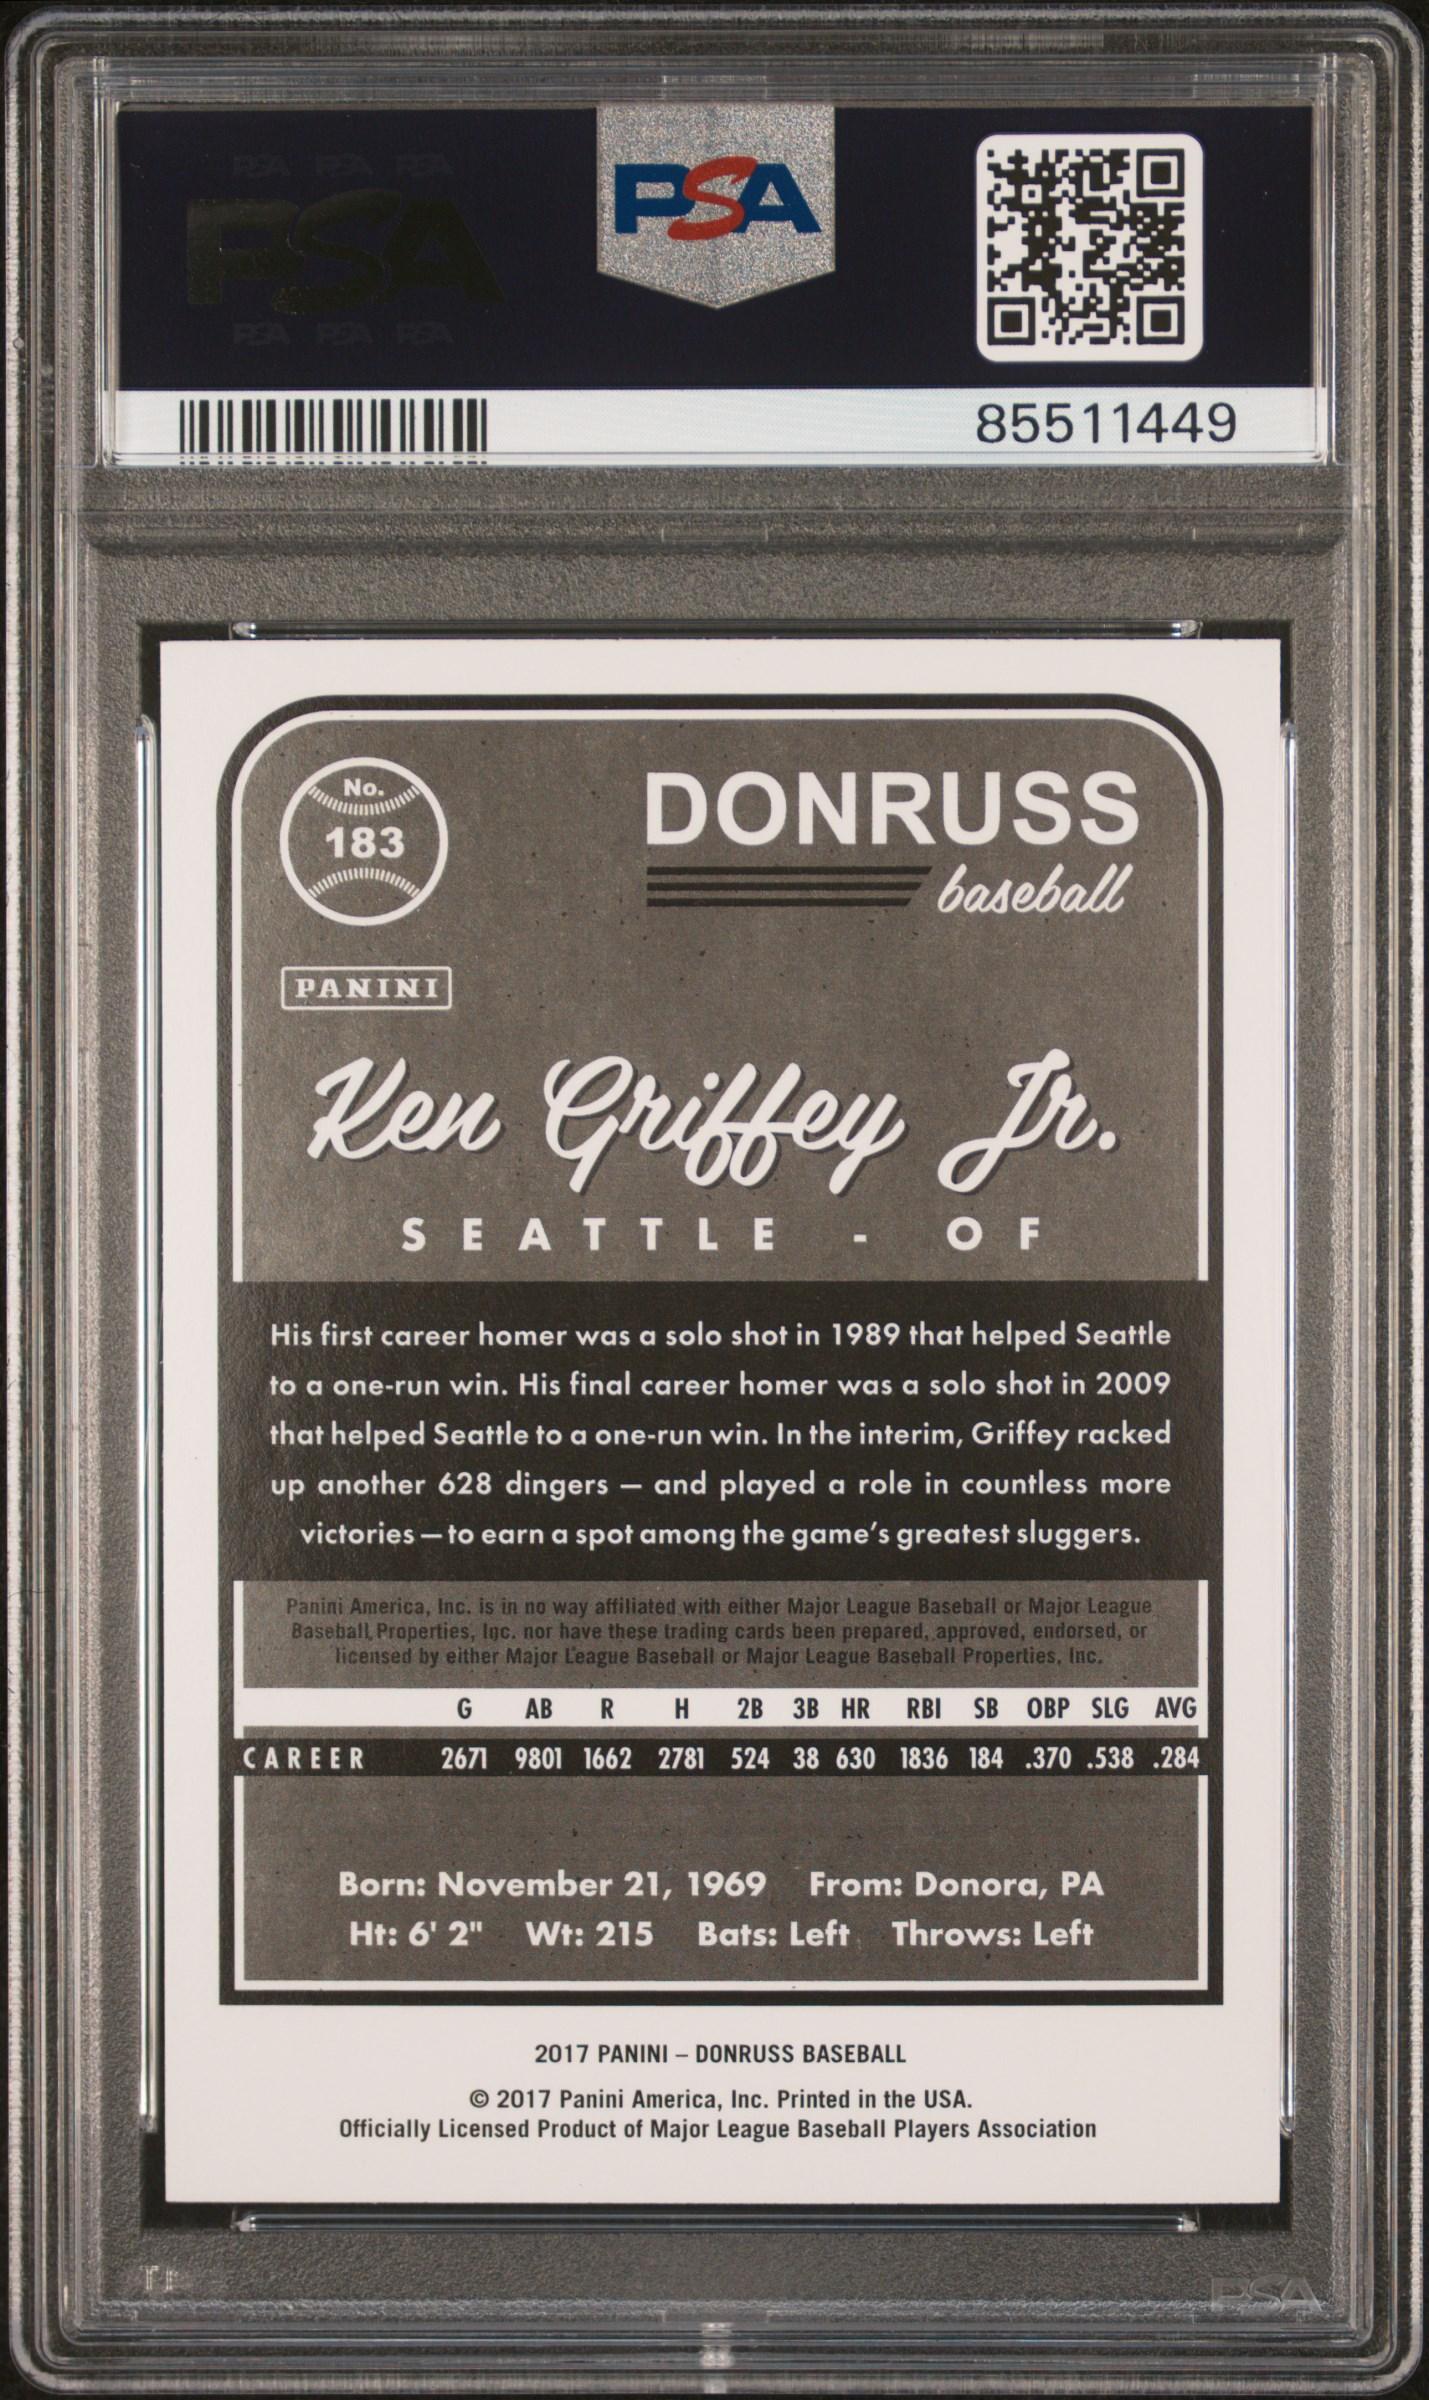 PSA PSA PSA
PSA
PSA PSA PSA
PSA
85511449
No.
183
DONRUSS
baseball
PANINI
Ken Griffey Jr.
SEATTLE - OF
His first career homer was a solo shot in 1989 that helped Seattle
to a one-run win. His final career homer was a solo shot in 2009
that helped Seattle to a one-run win. In the interim, Griffey racked
up another 628 dingers — and played a role in countless more
victories — to earn a spot among the game's greatest sluggers.
Panini America, Inc. is in no way affiliated with either Major League Baseball or Major League
Baseball Properties, Inc. nor have these trading cards been prepared, approved, endorsed, or
licensed by either Major League Baseball or Major League Baseball Properties, Inc.
G AB R H 2B 3B HR RBI SB OBP SLG AVG
CAREER 2671 9801 1662 2781 524 38 630 1836 184 .370 .538 .284
Born: November 21, 1969 From: Donora, PA
Ht: 6' 2" Wt: 215 Bats: Left Throws: Left
2017 PANINI – DONRUSS BASEBALL
© 2017 Panini America, Inc. Printed in the USA.
Officially Licensed Product of Major League Baseball Players Association
PSA